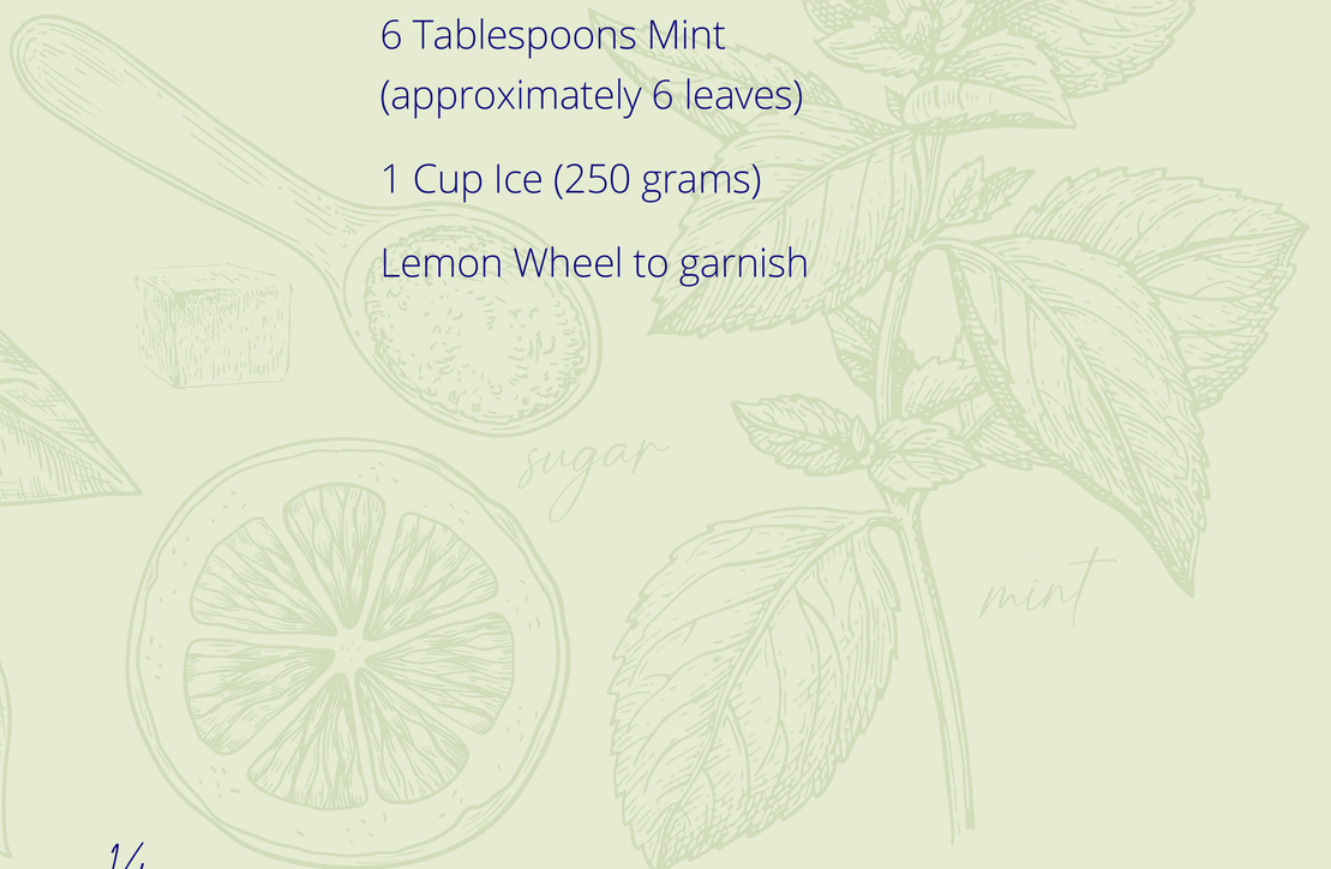 6 Tablespoons Mint
(approximately 6 leaves)
1 Cup Ice (250 grams)
Lemon Wheel to garnish
sugar
mint